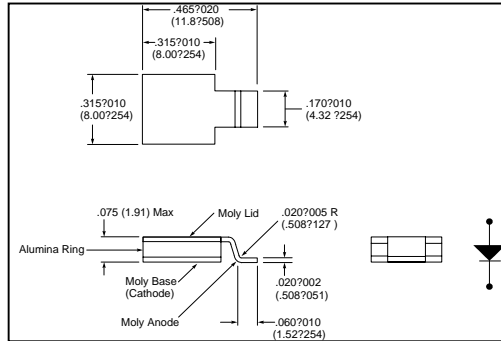 .465?020
(11.8?508)
.315?010
(8.00?254)
.315?010
(8.00?254)
.170?010
(4.32 ?254)
.075 (1.91) Max
Moly Lid
.020?005 R
(.508?127 )
Alumina Ring
Moly Base
(Cathode)
.020?002
(.508?051)
Moly Anode
.060?010
(1.52?254)